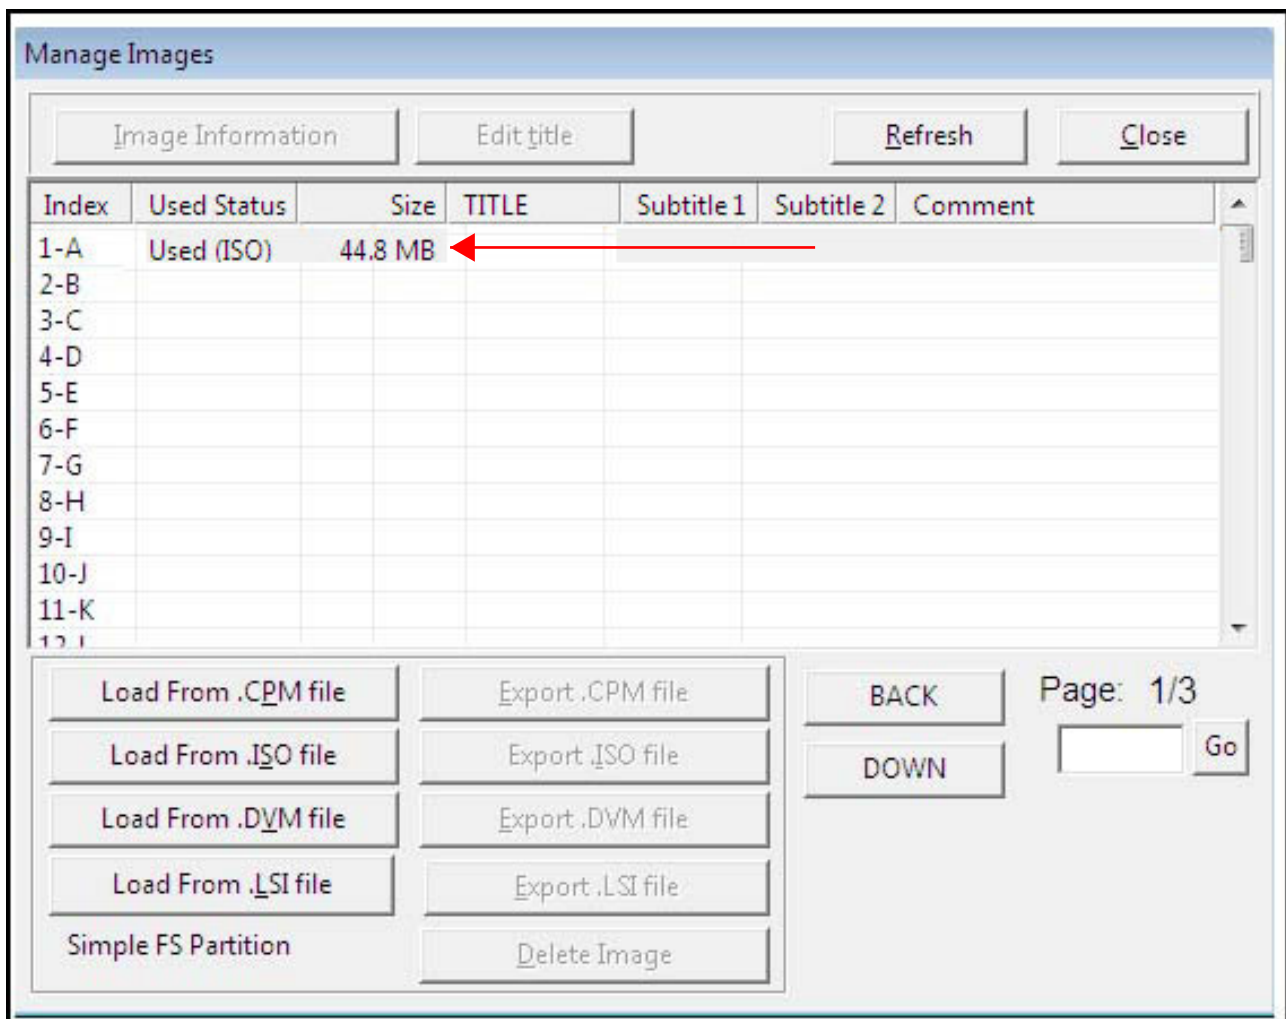 Manage Images
Image Information Edit title Refresh Close
Index Used Status Size TITLE Subtitle 1 Subtitle 2 Comment
1-A Used (ISO) 44.8 MB
2-B
3-C
4-D
5-E
6-F
7-G
8-H
9-I
10-J
11-K
Load From .CPM file Export .CPM file BACK Page: 1/3
Load From .ISO file Export .ISO file DOWN Go
Load From .DVM file Export .DVM file
Load From .LSI file Export .LSI file
Simple FS Partition Delete Image